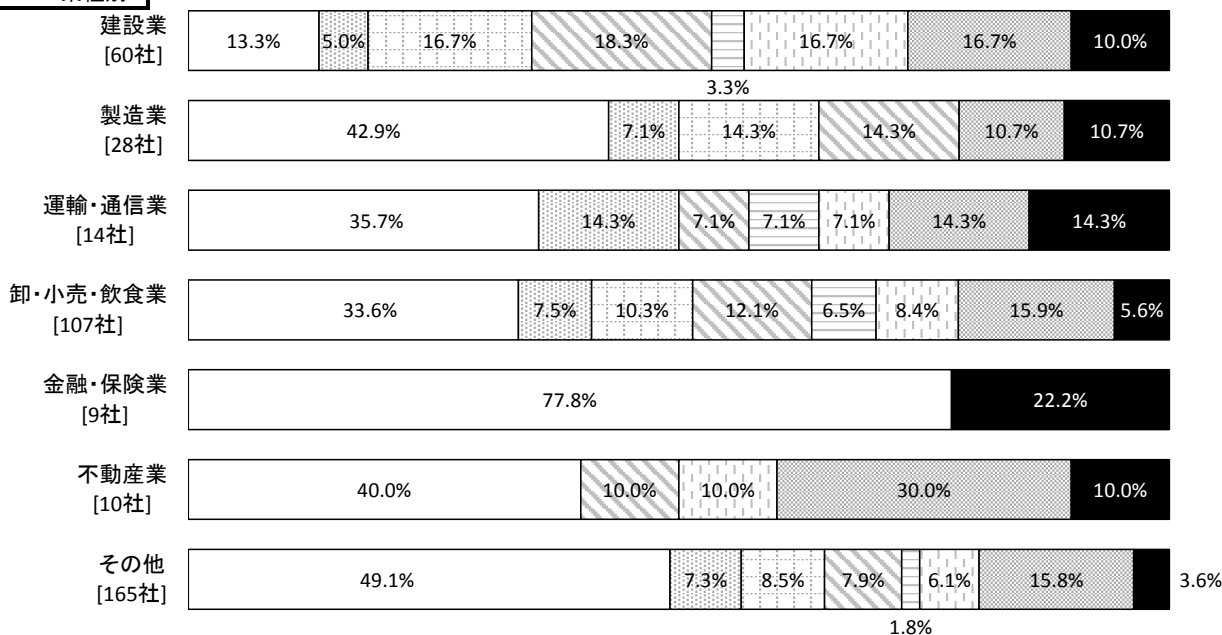 建設業
[60社]
13.3% 5.0% 16.7% 18.3% 16.7% 16.7% 10.0%
3.3%
製造業
[28社]
42.9% 7.1% 14.3% 14.3% 10.7% 10.7%
運輸・通信業
[14社]
35.7% 14.3% 7.1% 7.1% 7.1% 14.3% 14.3%
卸・小売・飲食業
[107社]
33.6% 7.5% 10.3% 12.1% 6.5% 8.4% 15.9% 5.6%
金融・保険業
[9社]
77.8% 22.2%
不動産業
[10社]
40.0% 10.0% 10.0% 30.0% 10.0%
その他
[165社]
49.1% 7.3% 8.5% 7.9% 6.1% 15.8% 3.6%
1.8%